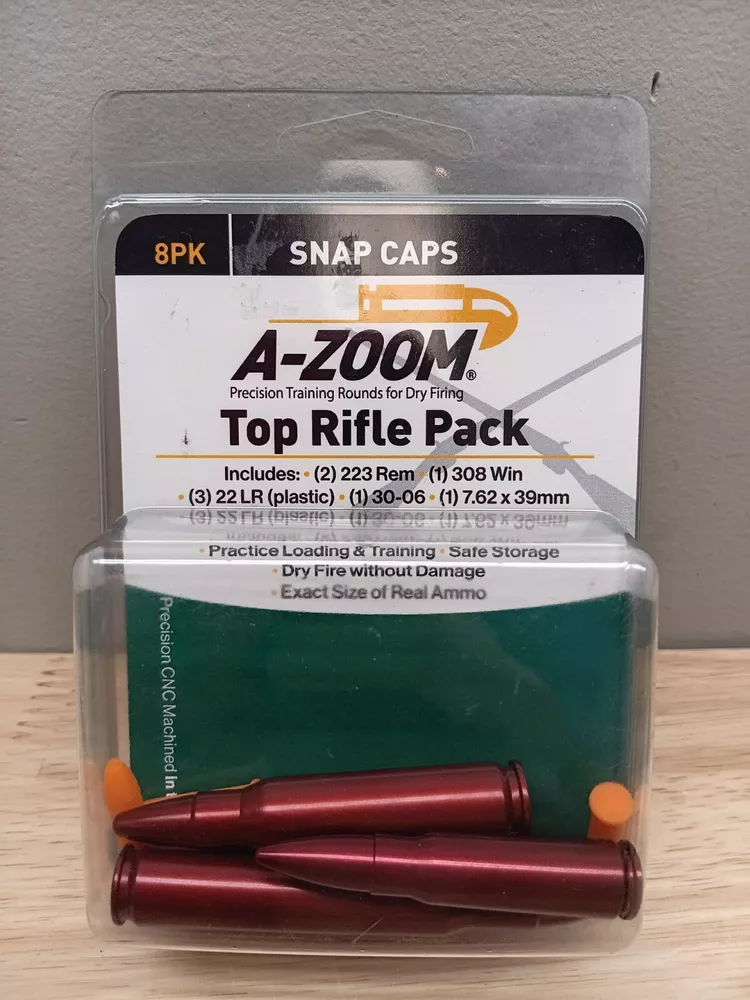 8PK SNAP CAPS
A-ZOOM®
Precision Training Rounds for Dry Firing
Top Rifle Pack
Includes: • (2) 223 Rem • (1) 308 Win
• (3) 22 LR (plastic) • (1) 30-06 • (1) 7.62 x 39mm
• Practice Loading & Training • Safe Storage
• Dry Fire without Damage
• Exact Size of Real Ammo
Precision CNC Machined